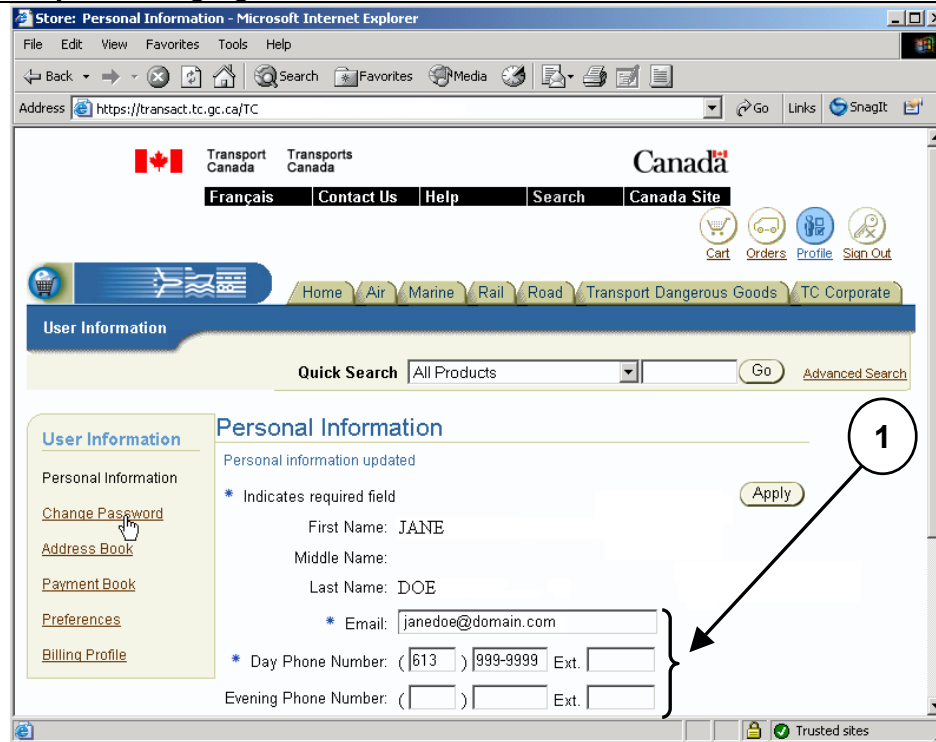 Store: Personal Information - Microsoft Internet Explorer
File Edit View Favorites Tools Help
Back Search Favorites Media
Address https://transact.tc.gc.ca/TC Go Links SnagIt
Transport Canada Transports Canada Canada
Français Contact Us Help Search Canada Site
Cart Orders Profile Sign Out
Home Air Marine Rail Road Transport Dangerous Goods TC Corporate
User Information
Quick Search All Products Go Advanced Search
User Information
Personal Information
Change Password
Address Book
Payment Book
Preferences
Billing Profile
Personal Information
Personal information updated
* Indicates required field Apply
First Name: JANE
Middle Name:
Last Name: DOE
* Email: janedoe@domain.com
* Day Phone Number: (613) 999-9999 Ext.
Evening Phone Number: ( ) Ext.
1
Trusted sites